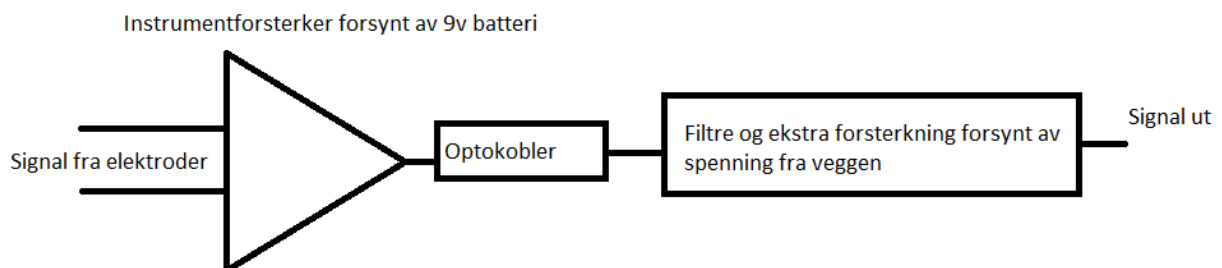 Instrumentforsterker forsynt av 9v batteri
Signal fra elektroder
Optokobler
Filtre og ekstra forsterkning forsynt av
spenning fra veggen
Signal ut